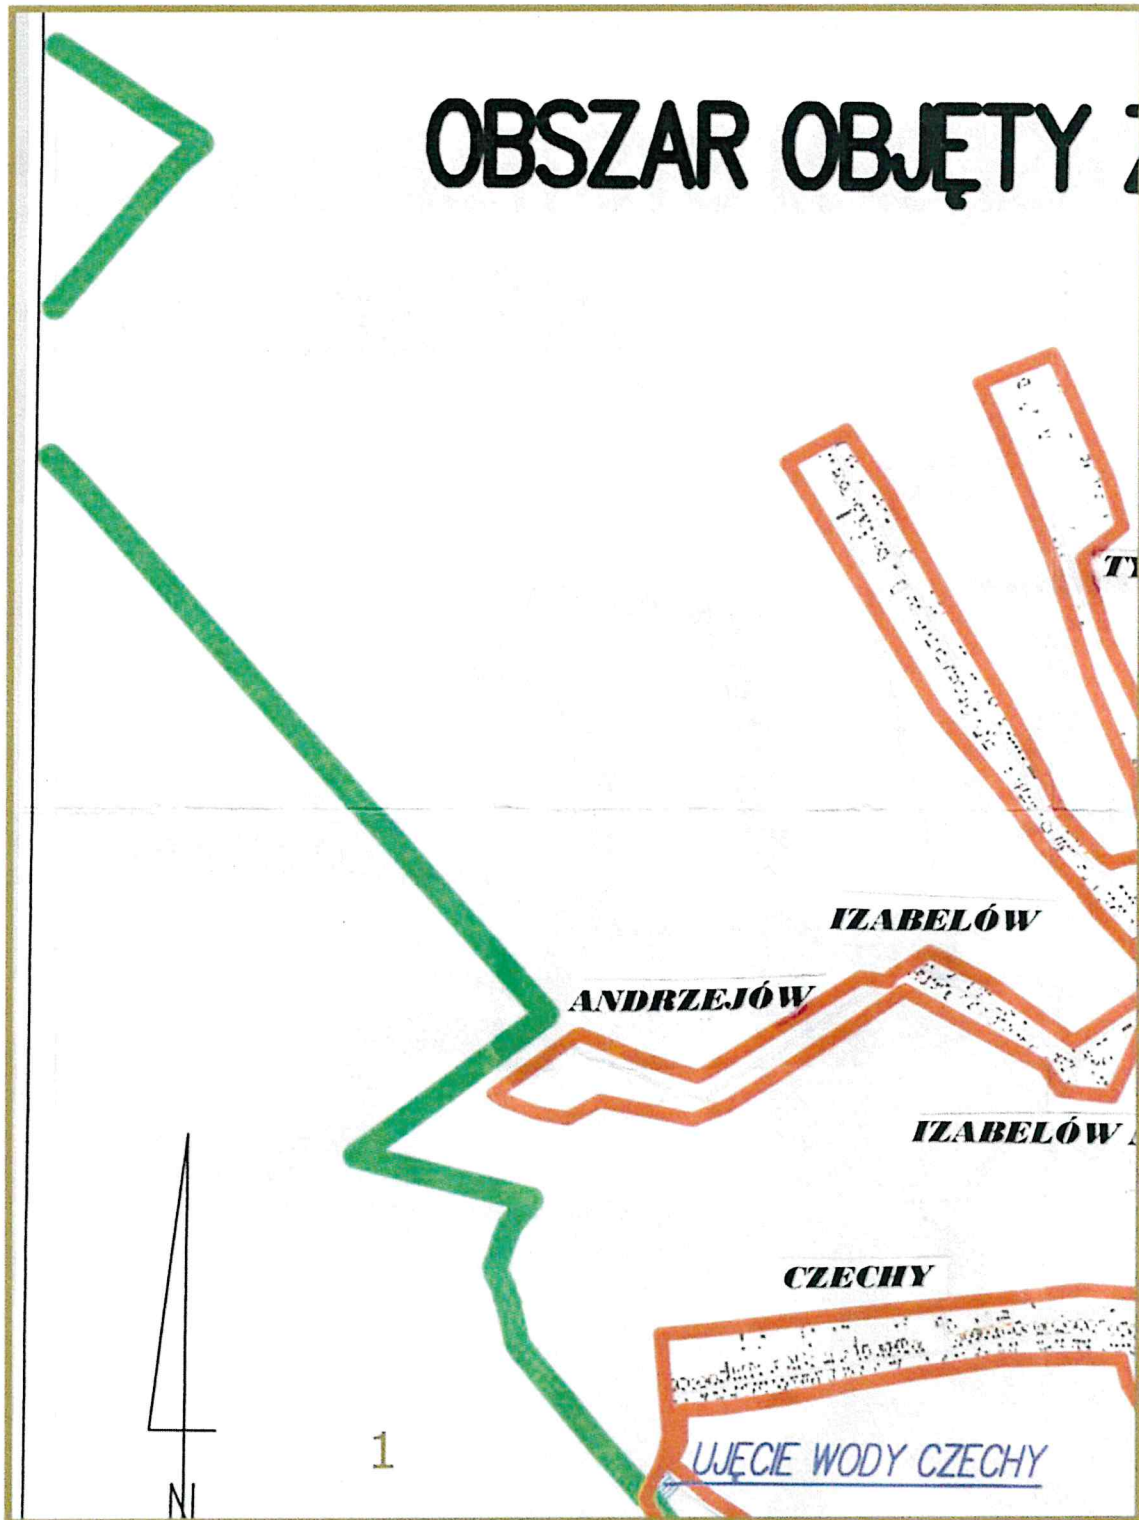 OBSZAR OBJĘTY
IZABELÓW
ANDRZEJÓW
IZABELÓW
CZECHY
1
UJĘCIE WODY CZECHY
N